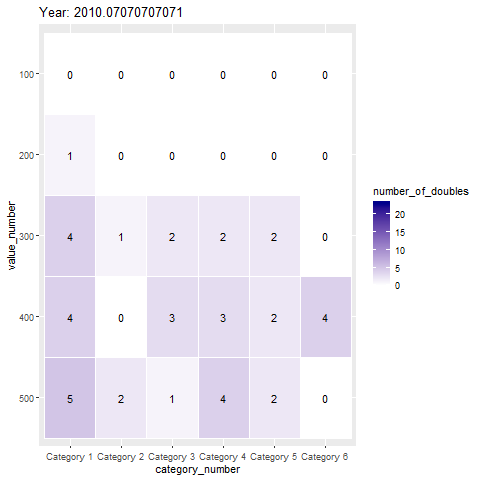 Year: 2010.07070707071
100 0 0 0 0 0 0
200 1 0 0 0 0 0
300 4 1 2 2 2 0
400 4 0 3 3 2 4
500 5 2 1 4 2 0
value_number
Category 1 Category 2 Category 3 Category 4 Category 5 Category 6
category_number
number_of_doubles
20
15
10
5
0